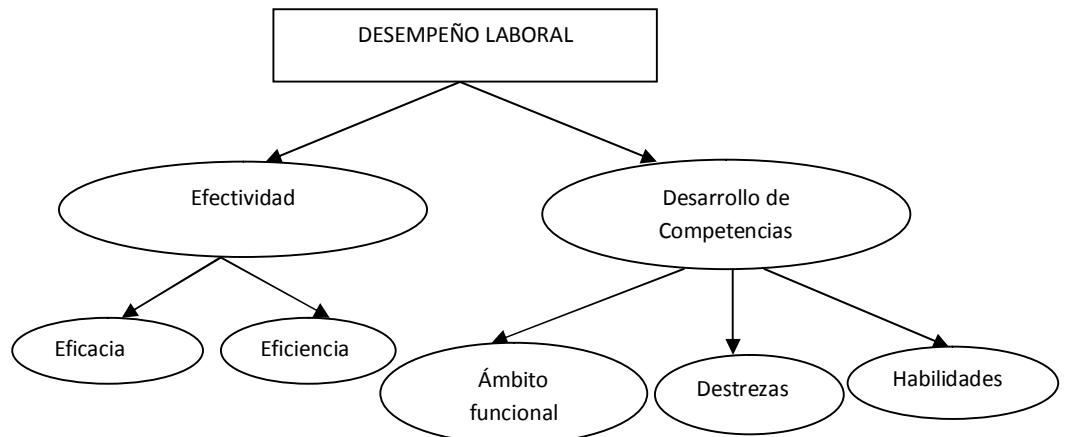 DESEMPEÑO LABORAL
Efectividad
Desarrollo de
Competencias
Eficacia
Eficiencia
Ámbito
funcional
Destrezas
Habilidades